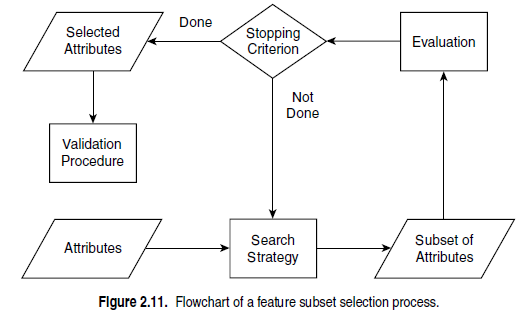 Selected
Attributes
Done
Stopping
Criterion
Evaluation
Not
Done
Validation
Procedure
Attributes
Search
Strategy
Subset of
Attributes
Figure 2.11. Flowchart of a feature subset selection process.